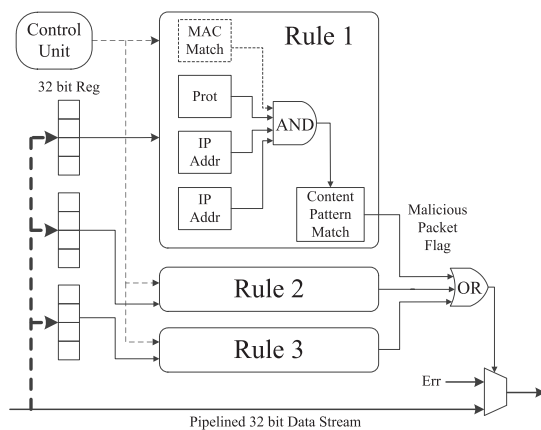 Control
Unit
MAC
Match
Rule 1
32 bit Reg
Prot
AND
IP
Addr
IP
Addr
Content
Pattern
Match
Malicious
Packet
Flag
Rule 2
OR
Rule 3
Err
Pipelined 32 bit Data Stream